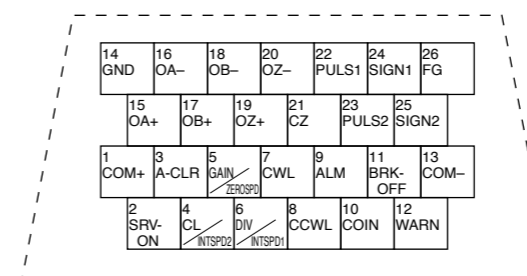 14 16 18 20 22 24 26
GND OA– OB– OZ– PULS1 SIGN1 FG
15 17 19 21 23 25
OA+ OB+ OZ+ CZ PULS2 SIGN2
1 3 5 7 9 11 13
COM+ A-CLR GAIN CWL ALM BRK- COM–
ZEROSPD OFF
2 4 6 8 10 12
SRV- CL DIV CCWL COIN WARN
ON INTSPD2 INTSPD1